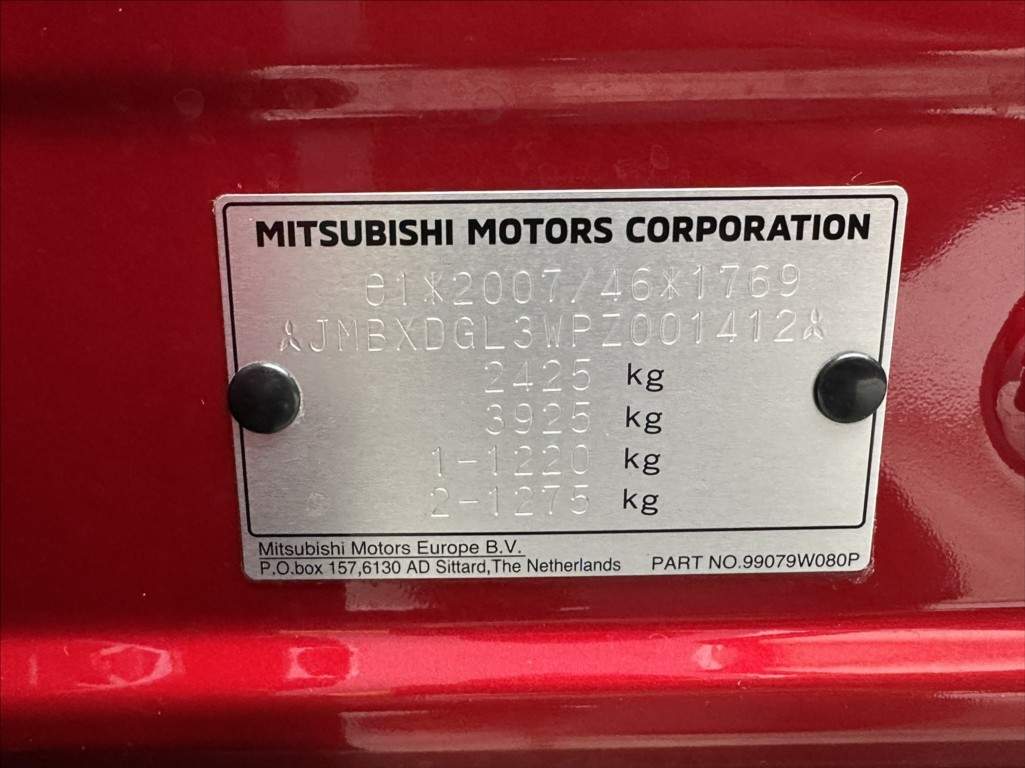 MITSUBISHI MOTORS CORPORATION
e1*2007/46*1769
JMBXDGL3WPZ001412
2425 kg
3925 kg
1-1220 kg
2-1275 kg
Mitsubishi Motors Europe B.V.
P.O.box 157,6130 AD Sittard,The Netherlands PART NO.99079W080P